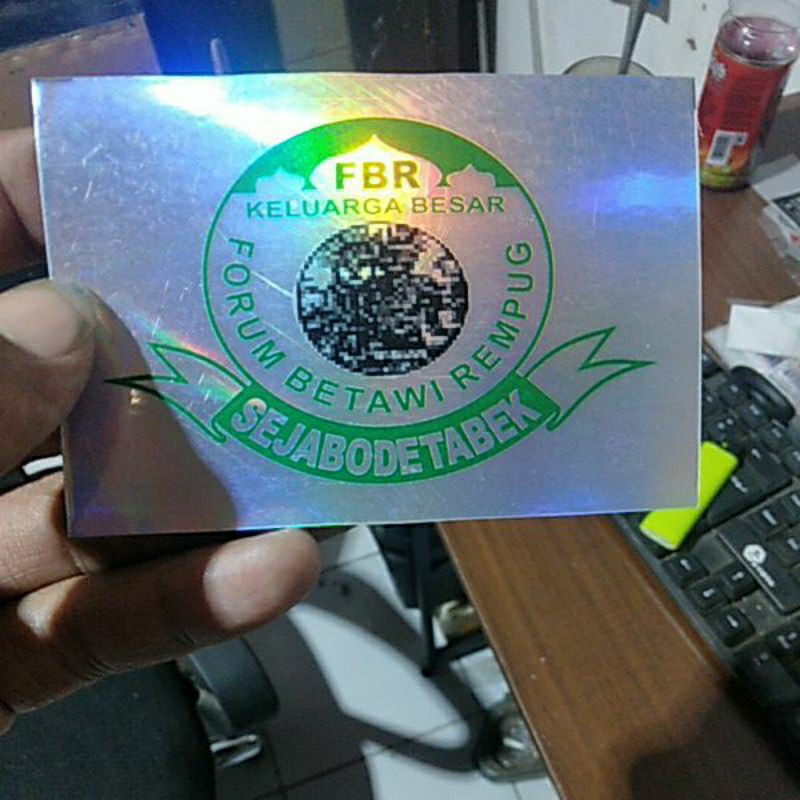 FBR
KELUARGA BESAR
FORUM BETAWI REMPUG
SEJABODETABEK